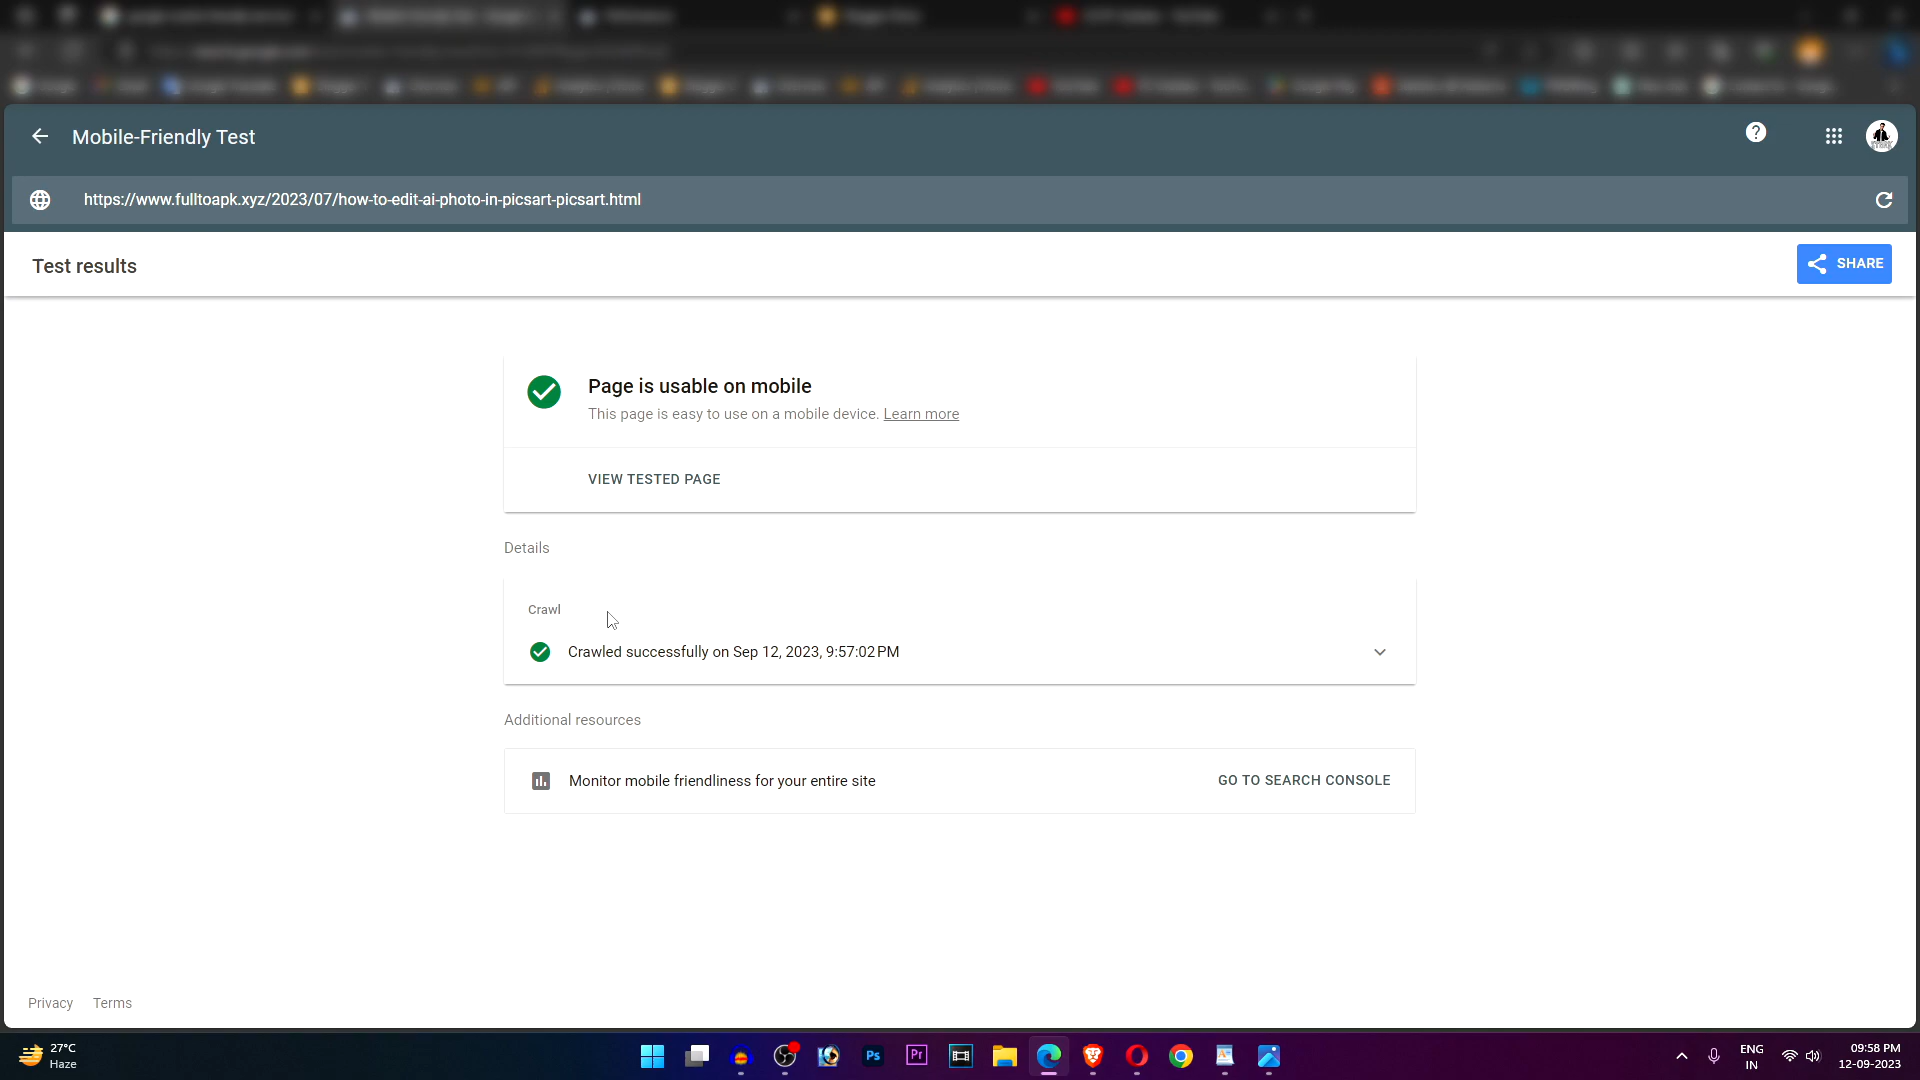 Mobile-Friendly Test
https://www.fulltoapk.xyz/2023/07/how-to-edit-ai-photo-in-picsart-picsart.html
Test results
SHARE
Page is usable on mobile
This page is easy to use on a mobile device. Learn more
VIEW TESTED PAGE
Details
Crawl
Crawled successfully on Sep 12, 2023, 9:57:02 PM
Additional resources
Monitor mobile friendliness for your entire site
GO TO SEARCH CONSOLE
Privacy Terms
27°C
Haze
Ps
Pr
ENG
IN
09:58 PM
12-09-2023